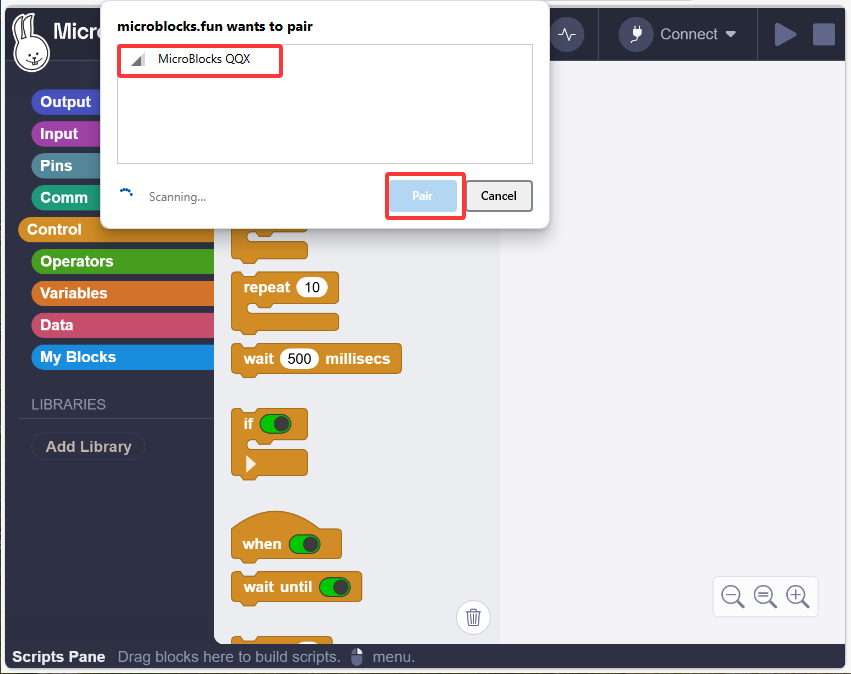 microblocks.fun wants to pair
MicroBlocks QQX
Scanning...
Pair
Cancel
Micro
Connect
Output
Input
Pins
Comm
Control
Operators
Variables
Data
My Blocks
LIBRARIES
Add Library
repeat 10
wait 500 millisecs
if
when
wait until
Scripts Pane Drag blocks here to build scripts. menu.